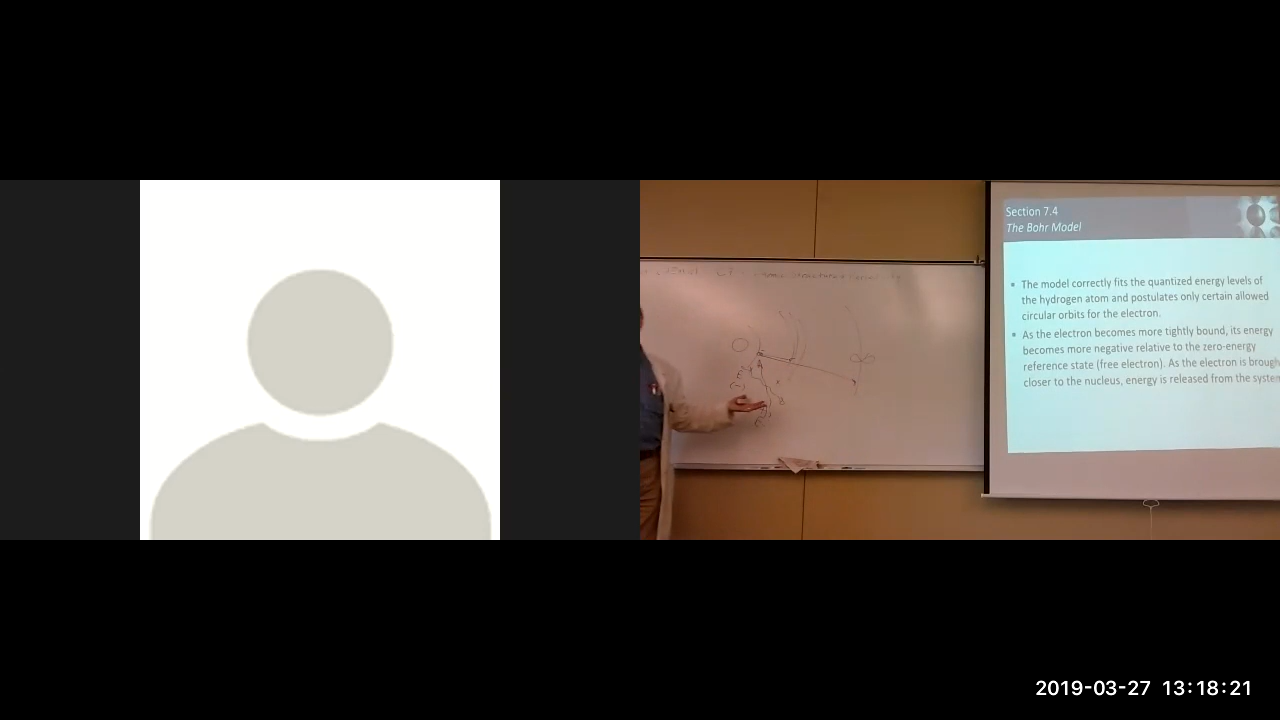 Section 7.4
The Bohr Model
The model correctly fits the quantized energy levels of
the hydrogen atom and postulates only certain allowed
circular orbits for the electron.
As the electron becomes more tightly bound, its energy
becomes more negative relative to the zero-energy
reference state (free electron). As the electron is brough
closer to the nucleus, energy is released from the system
2019-03-27 13:18:21